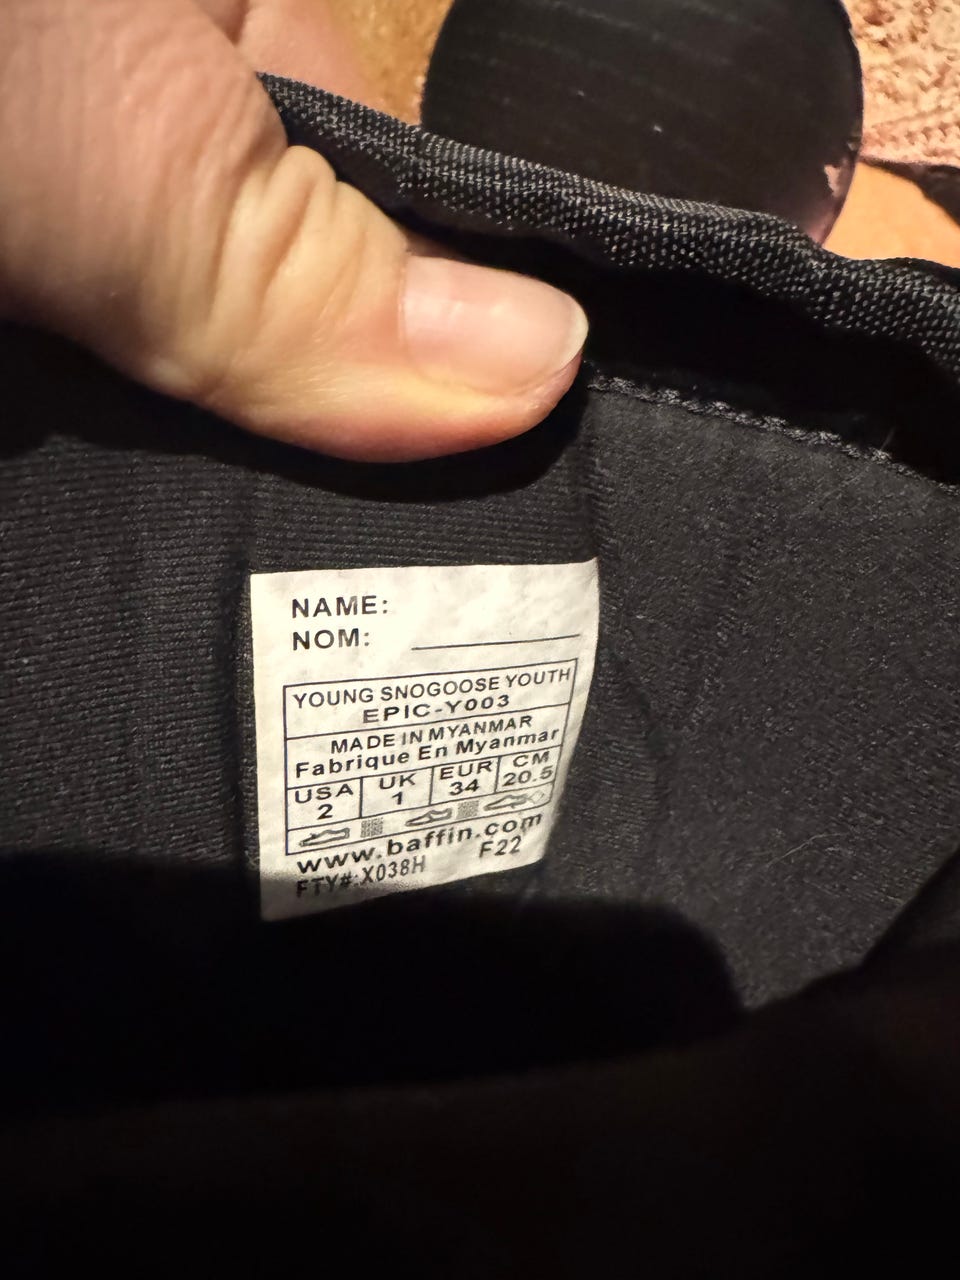 NAME:
NOM:
YOUNG SNOGOOSE YOUTH
EPIC-Y003
MADE IN MYANMAR
Fabrique En Myanmar
USA UK EUR CM
2 1 34 20.5
www.baffin.com
FTY#:X038H F22